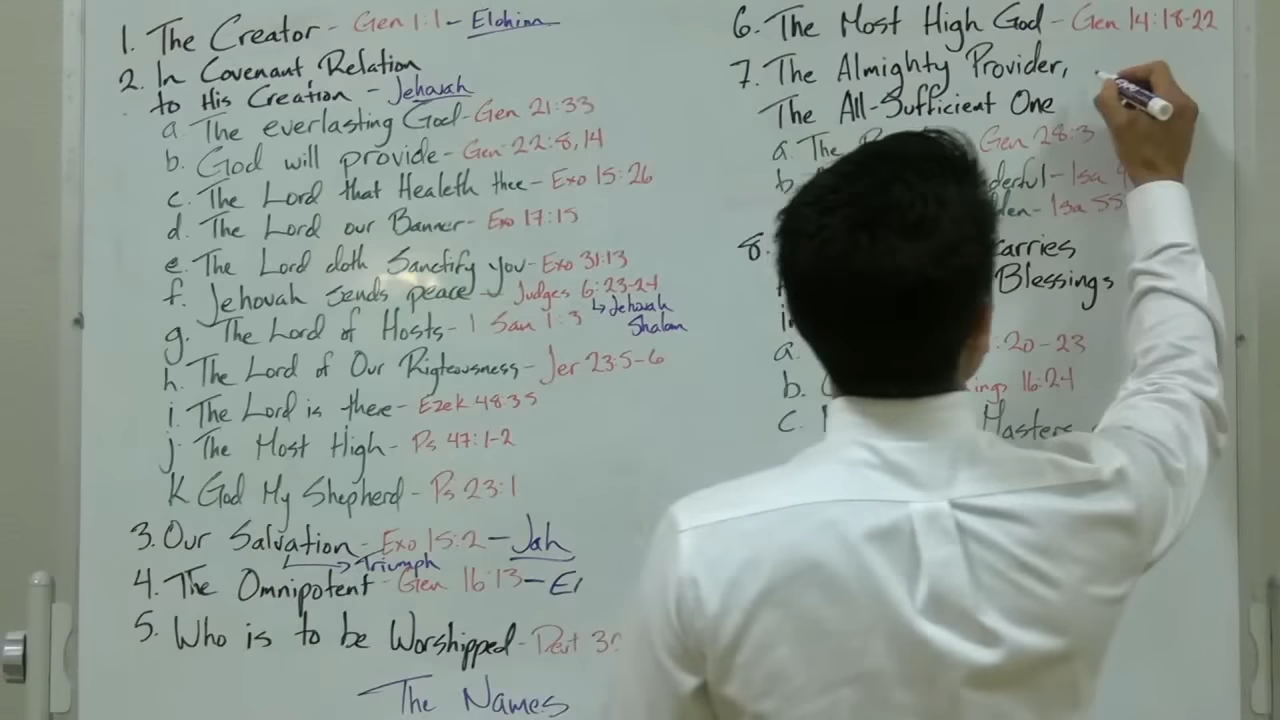 1. The Creator - Gen 1:1 - Elohim
2. In Covenant Relation
to His Creation - Jehovah
a. The everlasting God - Gen 21:33
b. God will provide - Gen 22:8,14
c. The Lord that Healeth thee - Exo 15:26
d. The Lord our Banner - Exo 17:15
e. The Lord doth Sanctify you - Exo 31:13
f. Jehovah sends peace - Judges 6:23-24
↳ Jehovah
Shalom
g. The Lord of Hosts - 1 Sam 1:3
h. The Lord of Our Rigteousness - Jer 23:5-6
i. The Lord is there - Ezek 48:35
j. The Most High - Ps 47:1-2
K God My Shepherd - Ps 23:1
3. Our Salvation - Exo 15:2 - Jah
→ Triumph
4. The Omnipotent - Gen 16:13 - El
5. Who is to be Worshipped - Deut
The Names
6. The Most High God - Gen 14:18-22
7. The Almighty Provider,
The All-Sufficient One
a. The Gen 28:3
b. - Isa
- Isa 55
8. Carries
Blessings
a. :20-23
b. 16:24
c. Masters